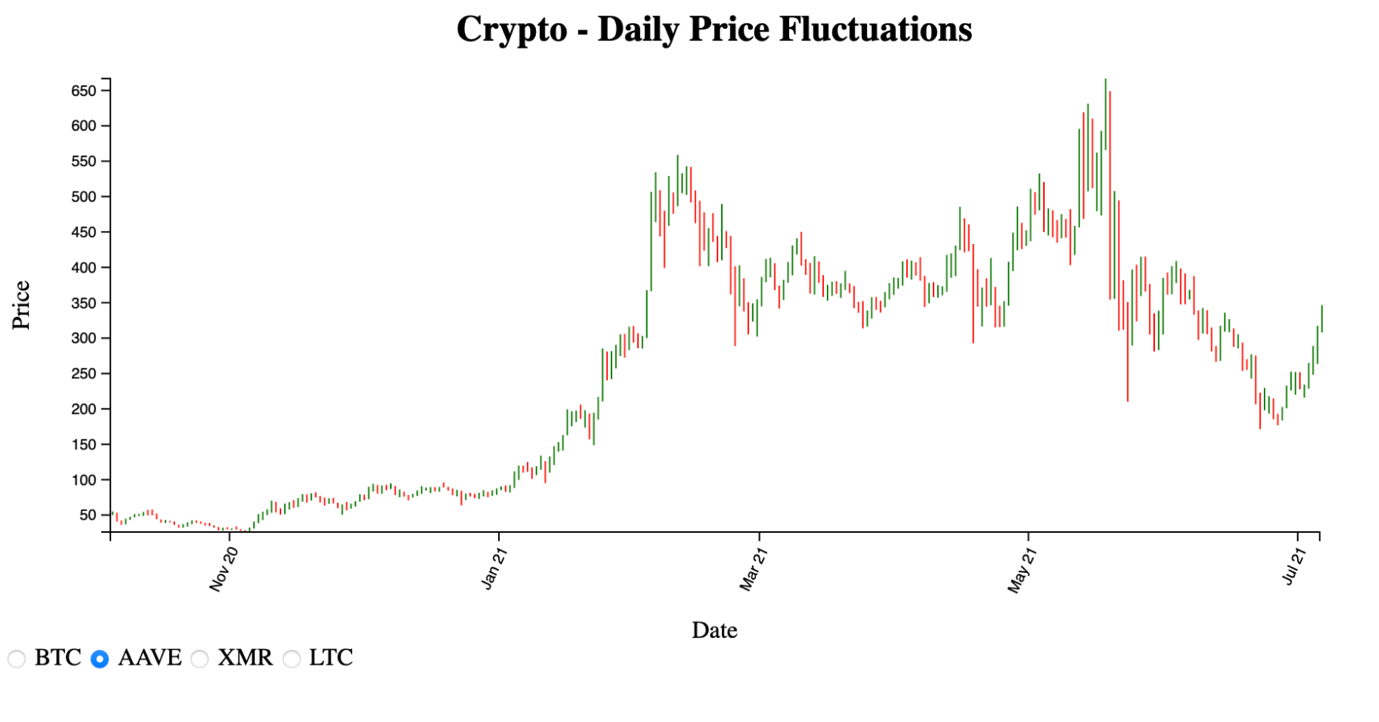 Crypto - Daily Price Fluctuations
Price
650
600
550
500
450
400
350
300
250
200
150
100
50
Nov 20
Jan 21
Mar 21
May 21
Jul 21
Date
BTC AAVE XMR LTC